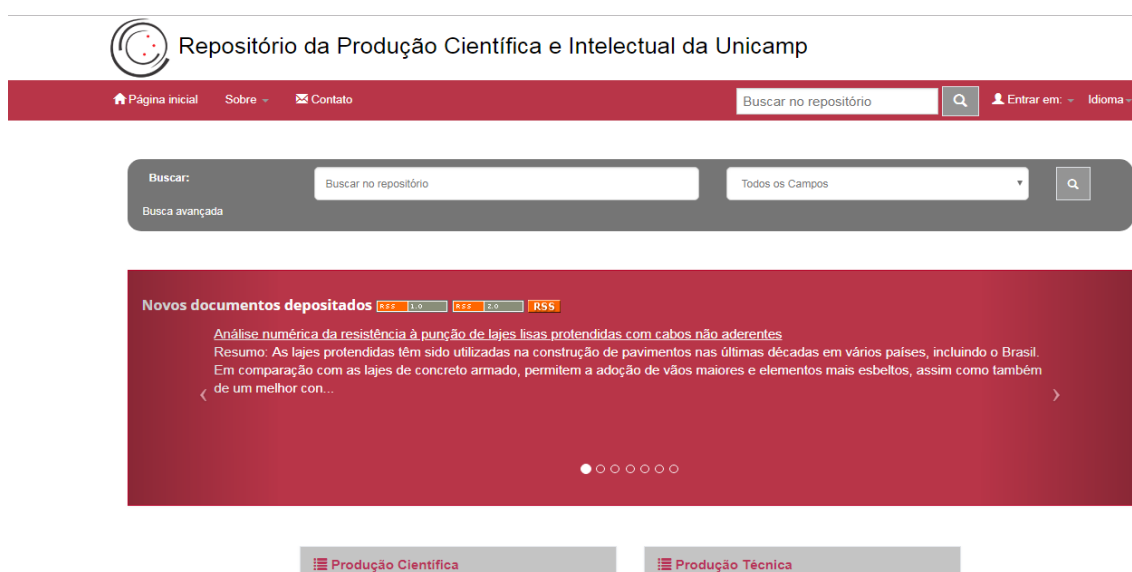 Repositório da Produção Científica e Intelectual da Unicamp
Página inicial Sobre Contato Buscar no repositório Entrar em: Idioma
Buscar: Buscar no repositório Todos os Campos
Busca avançada
Novos documentos depositados RSS 1.0 RSS 2.0 RSS
Análise numérica da resistência à punção de lajes lisas protendidas com cabos não aderentes
Resumo: As lajes protendidas têm sido utilizadas na construção de pavimentos nas últimas décadas em vários países, incluindo o Brasil.
Em comparação com as lajes de concreto armado, permitem a adoção de vãos maiores e elementos mais esbeltos, assim como também
de um melhor con...
Produção Científica Produção Técnica